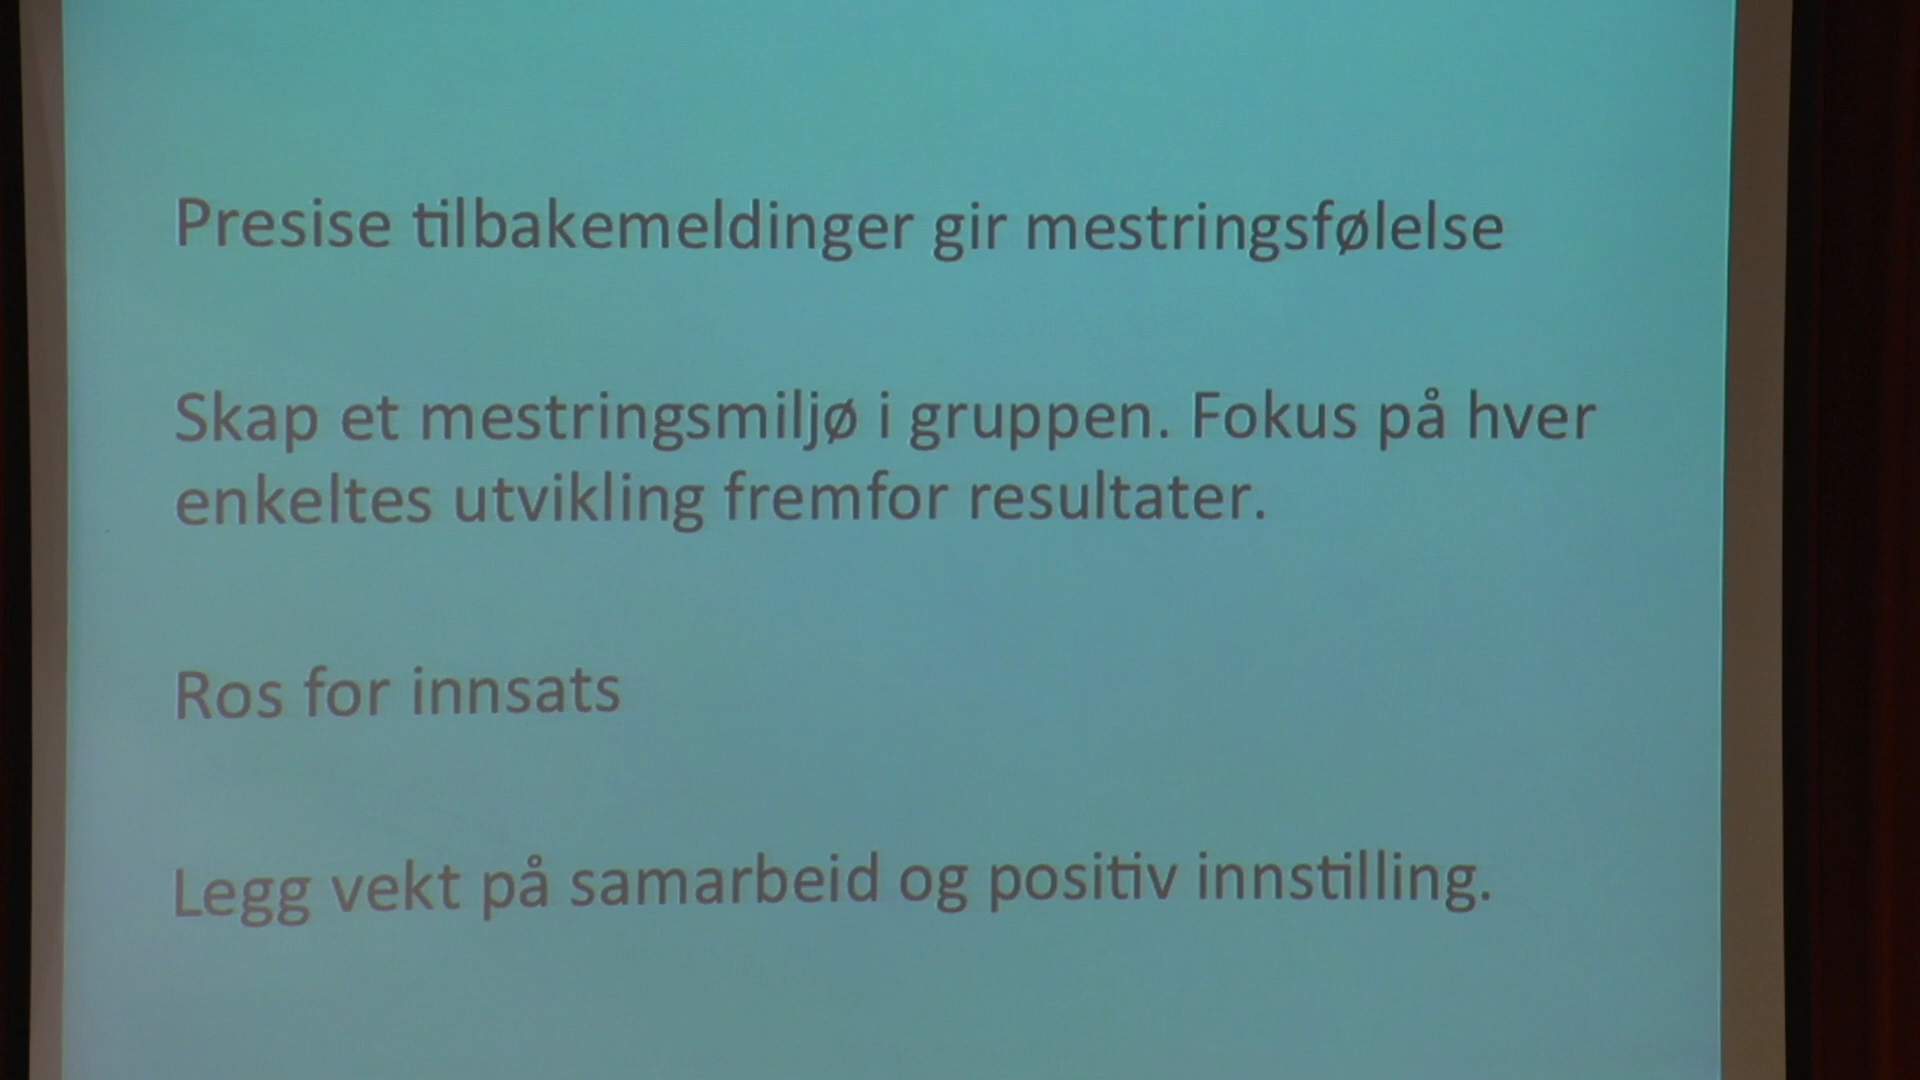 Presise tilbakemeldinger gir mestringsfølelse
Skap et mestringsmiljø i gruppen. Fokus på hver
enkeltes utvikling fremfor resultater.
Ros for innsats
Legg vekt på samarbeid og positiv innstilling.